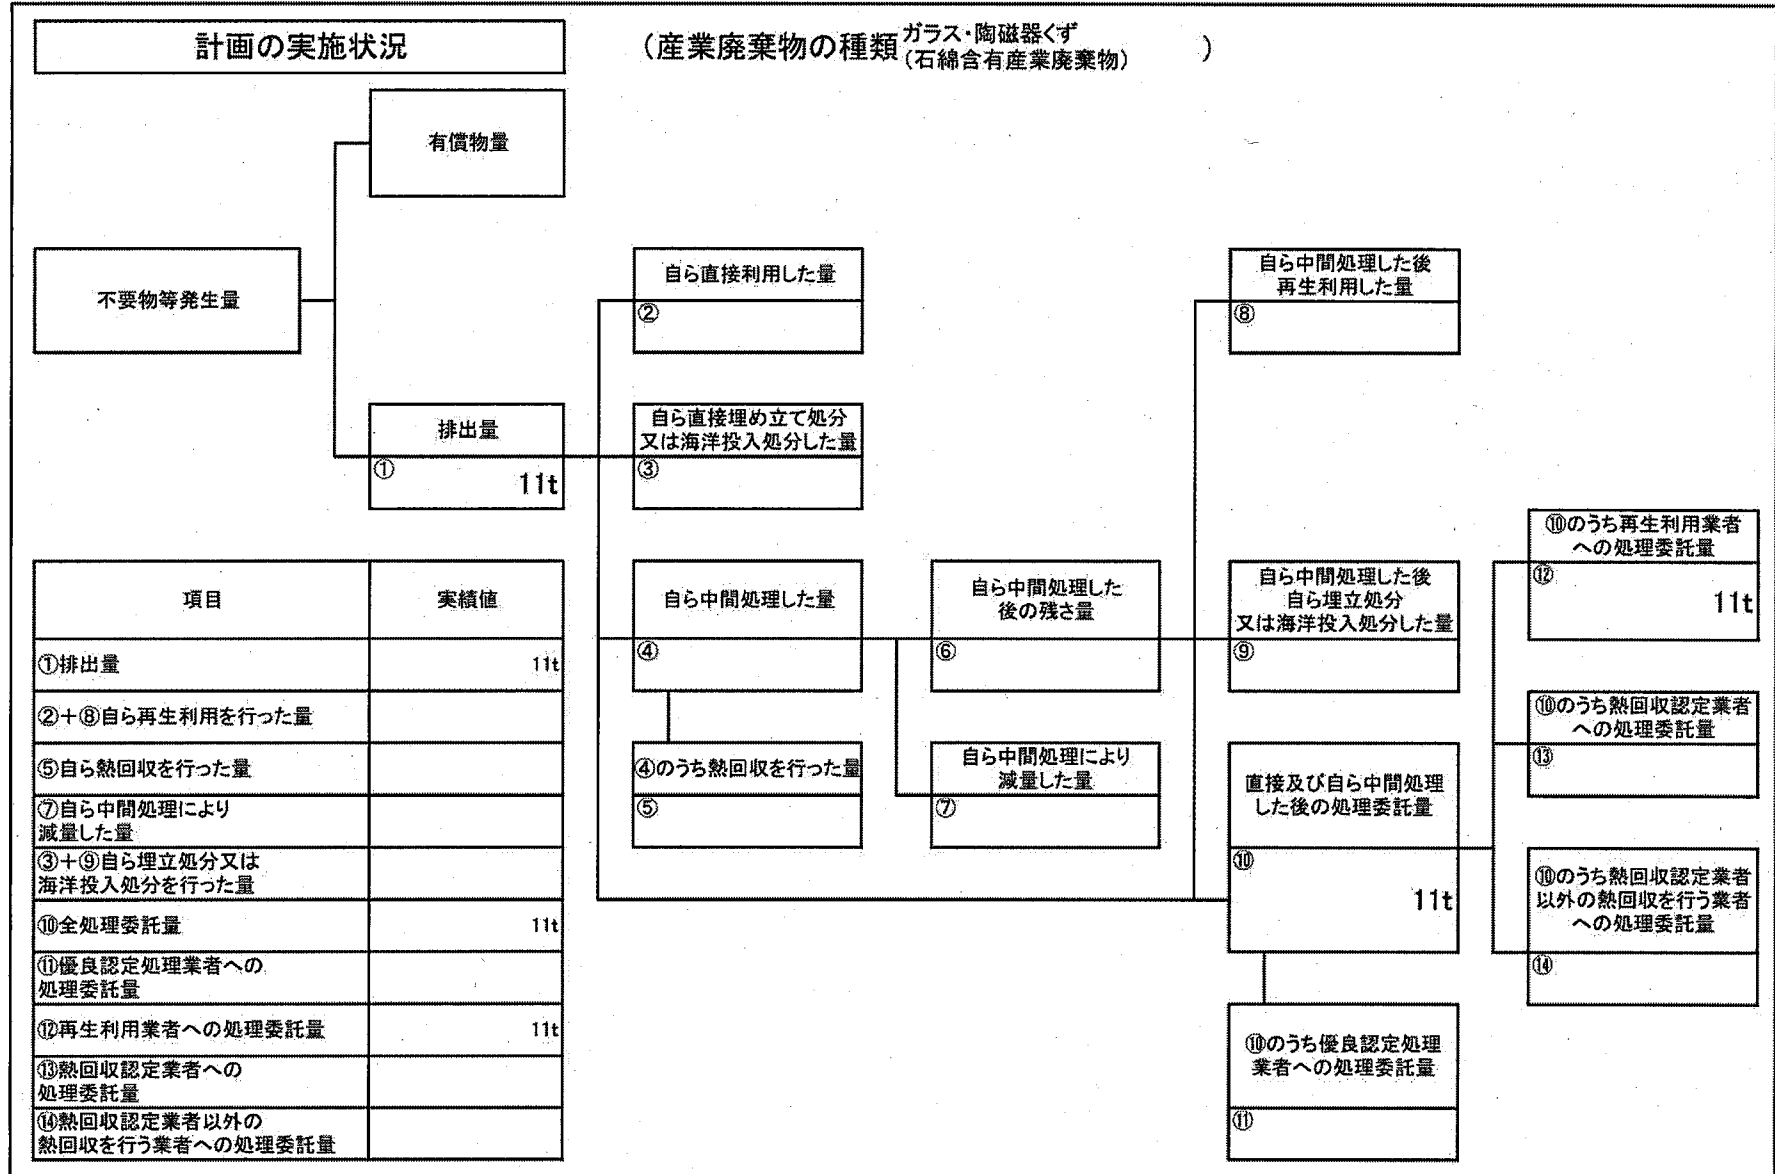 計画の実施状況
(産業廃棄物の種類 ガラス・陶磁器くず
(石綿含有産業廃棄物) )
有償物量
不要物等発生量
排出量
① 11t
自ら直接利用した量
②
自ら直接埋め立て処分
又は海洋投入処分した量
③
自ら中間処理した量
④
④のうち熱回収を行った量
⑤
自ら中間処理した
後の残さ量
⑥
自ら中間処理により
減量した量
⑦
自ら中間処理した後
再生利用した量
⑧
自ら中間処理した後
自ら埋立処分
又は海洋投入処分した量
⑨
直接及び自ら中間処理
した後の処理委託量
⑩
11t
⑩のうち優良認定処理
業者への処理委託量
⑪
⑩のうち再生利用業者
への処理委託量
⑫
11t
⑩のうち熱回収認定業者
への処理委託量
⑬
⑩のうち熱回収認定業者
以外の熱回収を行う業者
への処理委託量
⑭
項目 実績値
①排出量 11t
②+⑧自ら再生利用を行った量
⑤自ら熱回収を行った量
⑦自ら中間処理により
減量した量
③+⑨自ら埋立処分又は
海洋投入処分を行った量
⑩全処理委託量 11t
⑪優良認定処理業者への
処理委託量
⑫再生利用業者への処理委託量 11t
⑬熱回収認定業者への
処理委託量
⑭熱回収認定業者以外の
熱回収を行う業者への処理委託量